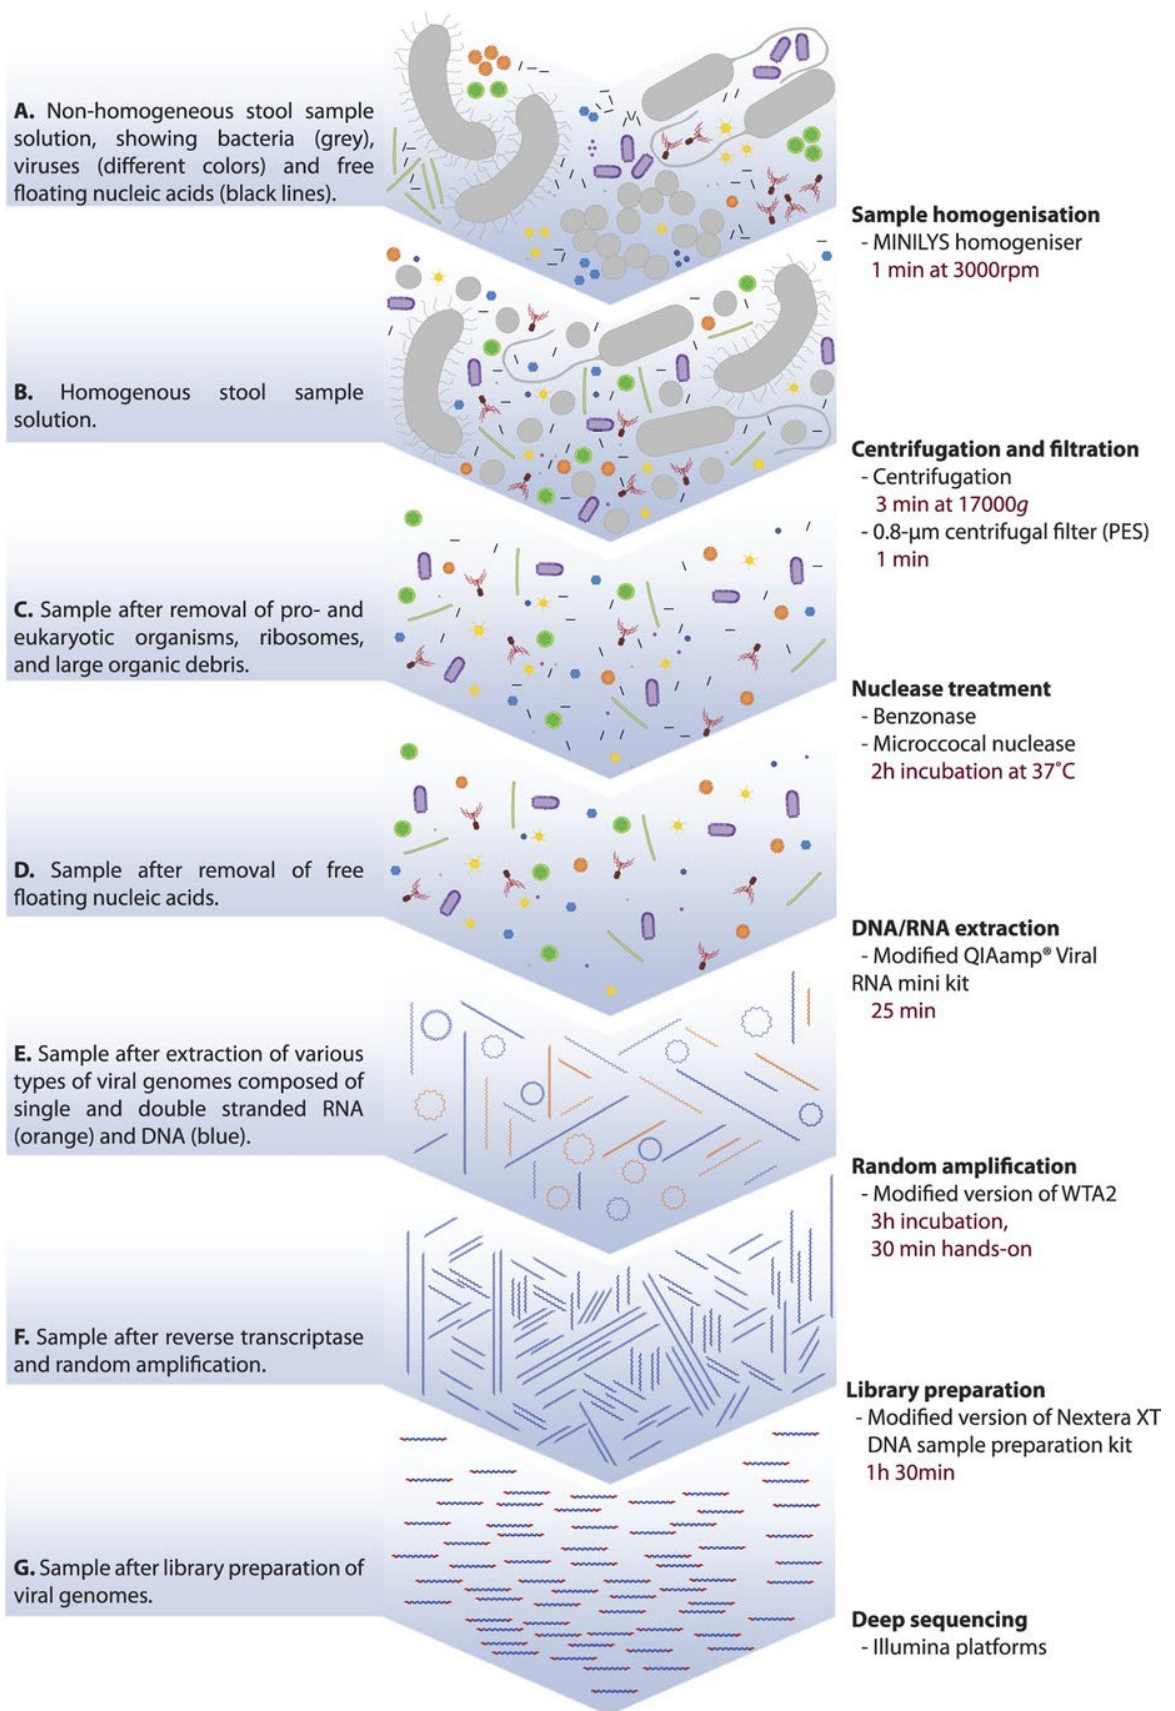 A. Non-homogeneous stool sample
solution, showing bacteria (grey),
viruses (different colors) and free
floating nucleic acids (black lines).
Sample homogenisation
- MINILYS homogeniser
1 min at 3000rpm
B. Homogenous stool sample
solution.
Centrifugation and filtration
- Centrifugation
3 min at 17000g
- 0.8-µm centrifugal filter (PES)
1 min
C. Sample after removal of pro- and
eukaryotic organisms, ribosomes,
and large organic debris.
Nuclease treatment
- Benzonase
- Microccocal nuclease
2h incubation at 37˚C
D. Sample after removal of free
floating nucleic acids.
DNA/RNA extraction
- Modified QIAamp® Viral
RNA mini kit
25 min
E. Sample after extraction of various
types of viral genomes composed of
single and double stranded RNA
(orange) and DNA (blue).
Random amplification
- Modified version of WTA2
3h incubation,
30 min hands-on
F. Sample after reverse transcriptase
and random amplification.
Library preparation
- Modified version of Nextera XT
DNA sample preparation kit
1h 30min
G. Sample after library preparation of
viral genomes.
Deep sequencing
- Illumina platforms